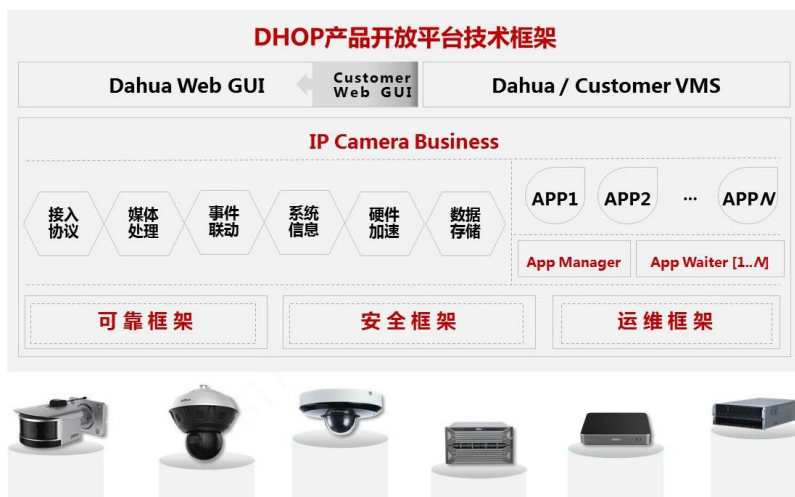 DHOP产品开放平台技术框架
Dahua Web GUI
Customer
Web GUI
Dahua / Customer VMS
IP Camera Business
接入
协议
媒体
处理
事件
联动
系统
信息
硬件
加速
数据
存储
APP1
APP2
...
APPN
App Manager
App Waiter [1..N]
可靠框架
安全框架
运维框架